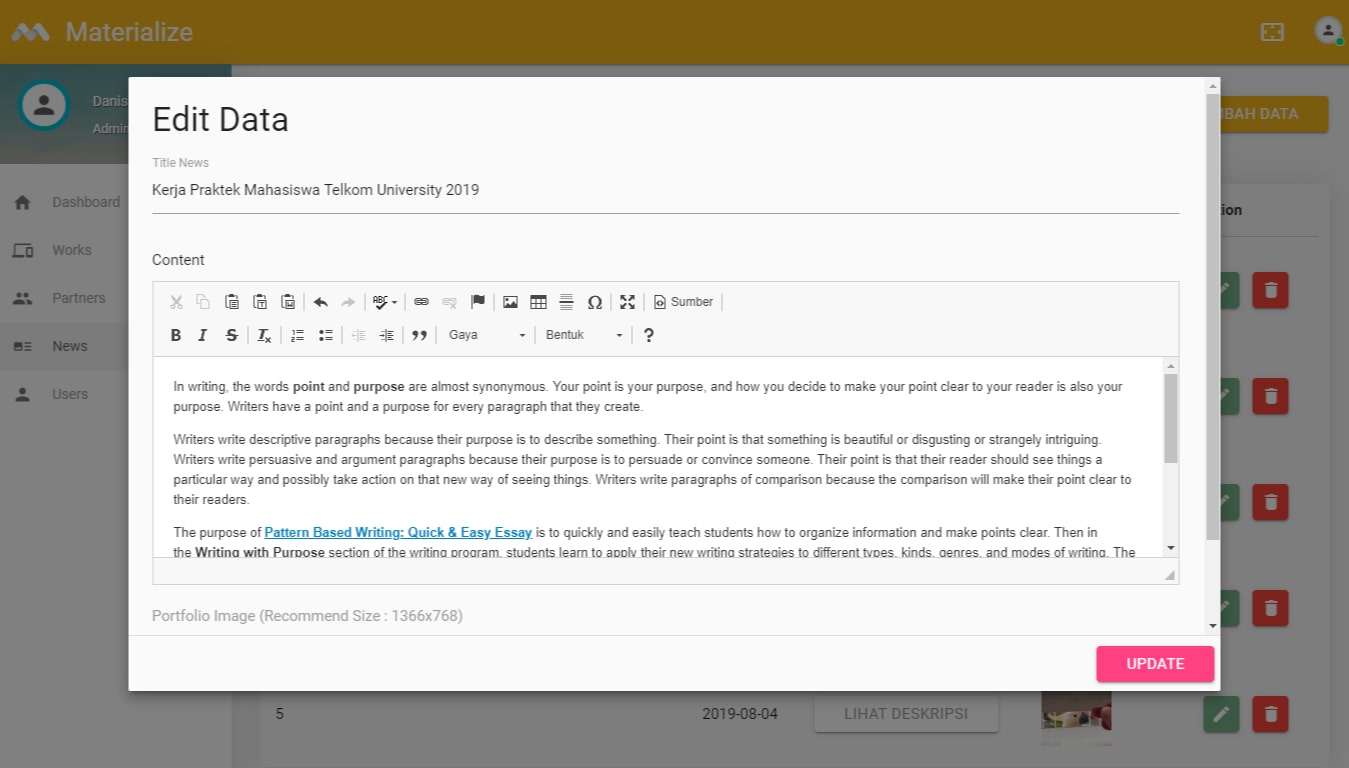 Materialize
Danis
Admin
BAH DATA
Dashboard
Works
Partners
News
Users
Edit Data
Title News
Kerja Praktek Mahasiswa Telkom University 2019
Content
ABC
Sumber
B I S Tx Gaya Bentuk ?
In writing, the words point and purpose are almost synonymous. Your point is your purpose, and how you decide to make your point clear to your reader is also your
purpose. Writers have a point and a purpose for every paragraph that they create.
Writers write descriptive paragraphs because their purpose is to describe something. Their point is that something is beautiful or disgusting or strangely intriguing.
Writers write persuasive and argument paragraphs because their purpose is to persuade or convince someone. Their point is that their reader should see things a
particular way and possibly take action on that new way of seeing things. Writers write paragraphs of comparison because the comparison will make their point clear to
their readers.
The purpose of Pattern Based Writing: Quick & Easy Essay is to quickly and easily teach students how to organize information and make points clear. Then in
the Writing with Purpose section of the writing program, students learn to apply their new writing strategies to different types, kinds, genres, and modes of writing. The
Portfolio Image (Recommend Size : 1366x768)
UPDATE
ion
5 2019-08-04 LIHAT DESKRIPSI